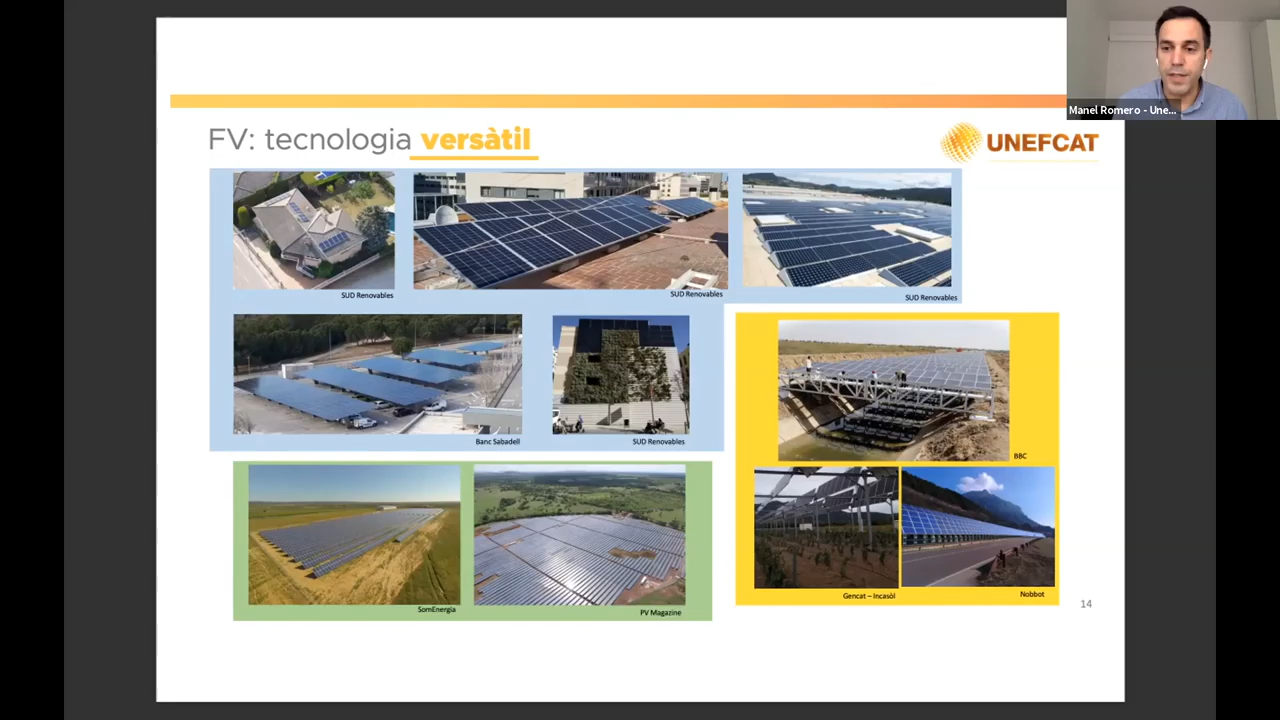 Manel Romero - Une...
FV: tecnologia versàtil
UNEFCAT
SUD Renovables
SUD Renovables
SUD Renovables
Banc Sabadell
SUD Renovables
BBC
SomEnergia
PV Magazine
Gencat – Incasòl
Nobbot
14